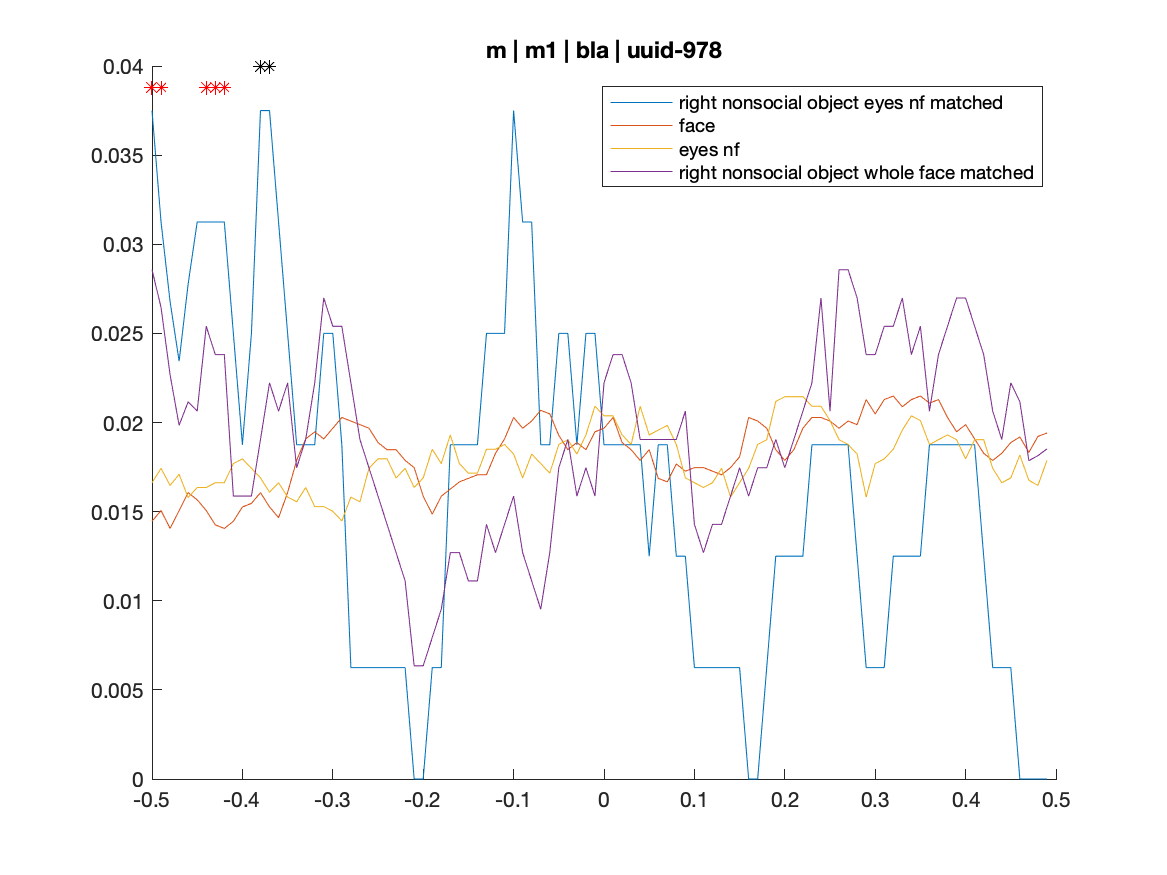 m | m1 | bla | uuid-978
0.04
0.035
0.03
0.025
0.02
0.015
0.01
0.005
0
right nonsocial object eyes nf matched
face
eyes nf
right nonsocial object whole face matched
-0.5 -0.4 -0.3 -0.2 -0.1 0 0.1 0.2 0.3 0.4 0.5